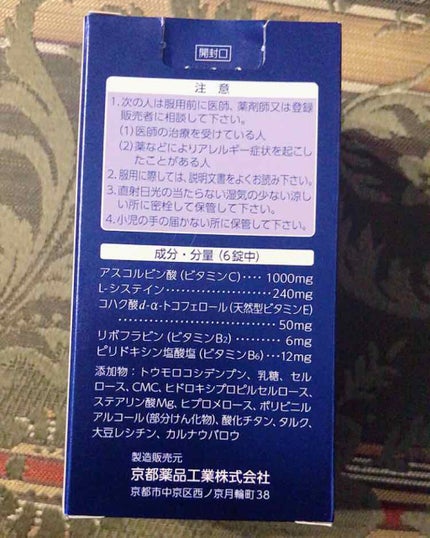 開封口
注意
1. 次の人は服用前に医師、薬剤師又は登録
販売者に相談して下さい。
(1) 医師の治療を受けている人
(2) 薬などによりアレルギー症状を起こし
たことがある人
2. 服用に際しては、説明文書をよくお読み下さい。
3. 直射日光の当たらない湿気の少ない涼し
い所に密栓して保管して下さい。
4. 小児の手の届かない所に保管して下さい。
成分・分量(6錠中)
アスコルビン酸(ビタミンC)‥‥ 1000mg
L-システイン‥‥‥‥‥‥‥‥‥240mg
コハク酸d-α-トコフェロール(天然型ビタミンE)
‥‥‥‥‥‥‥‥‥‥‥‥‥‥50mg
リボフラビン(ビタミンB2)‥‥‥‥ 6mg
ピリドキシン塩酸塩(ビタミンB6)‥‥12mg
添加物:トウモロコシデンプン、乳糖、セル
ロース、CMC、ヒドロキシプロピルセルロース、
ステアリン酸Mg、ヒプロメロース、ポリビニル
アルコール(部分けん化物)、酸化チタン、タルク、
大豆レシチン、カルナウバロウ
製造販売元
京都薬品工業株式会社
京都市中京区西ノ京月輪町38